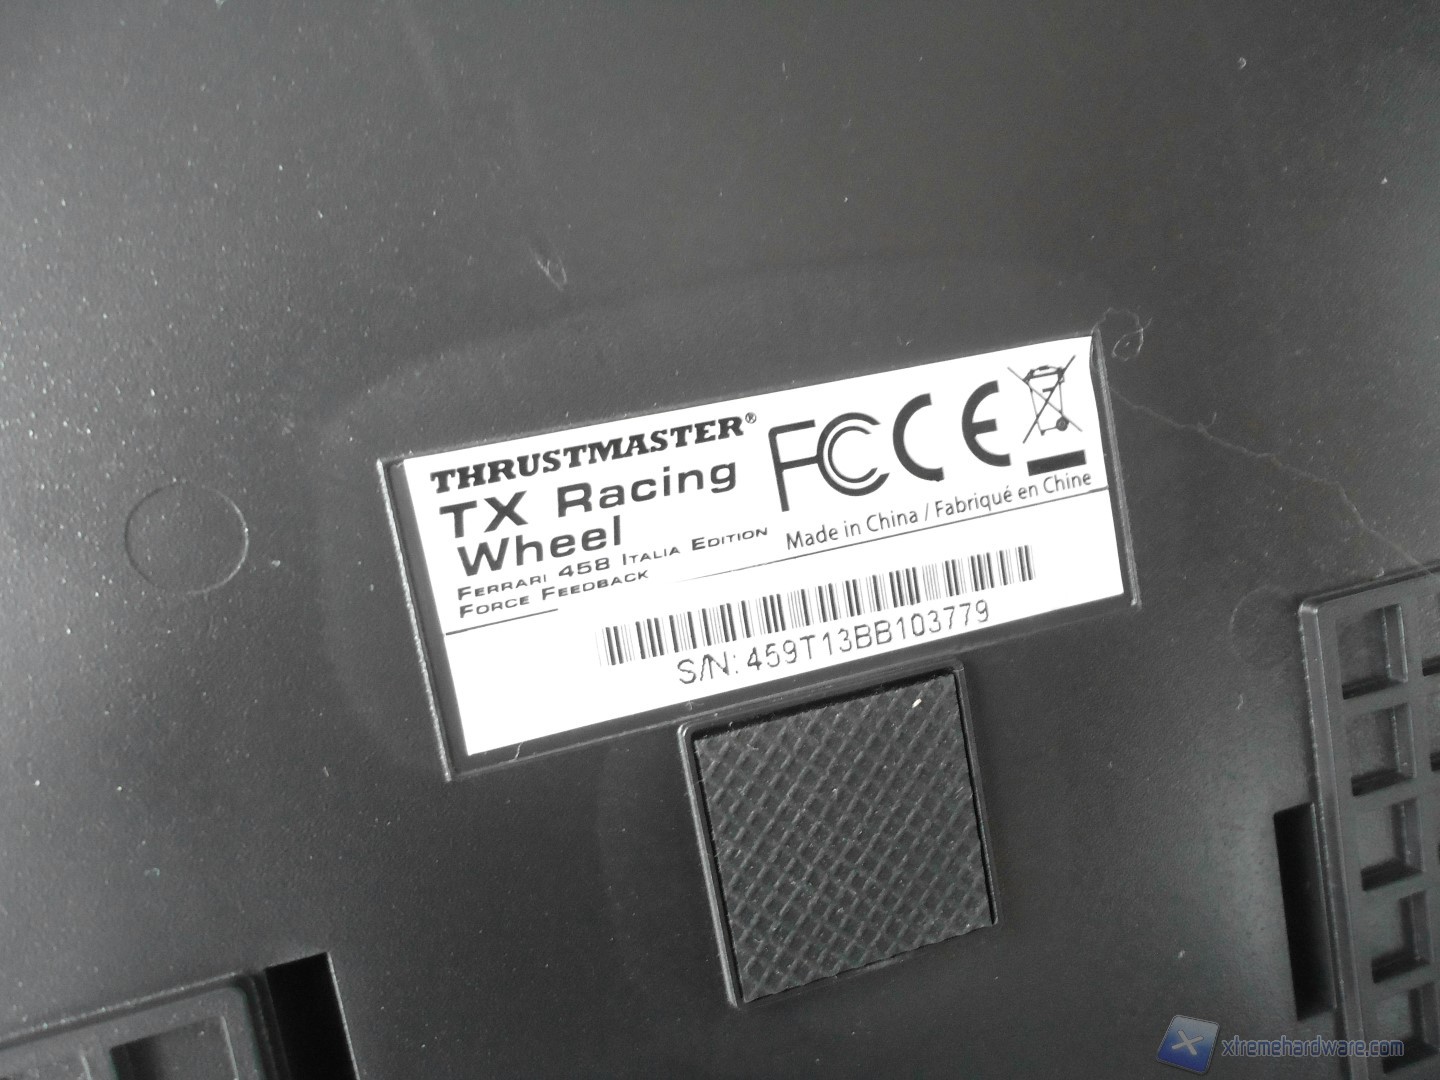 THRUSTMASTER®
TX Racing
Wheel
FERRARI 458 ITALIA EDITION
FORCE FEEDBACK
FC CE
Made in China / Fabriqué en Chine
S/N: 459T13BB103779
xtremehardware.com